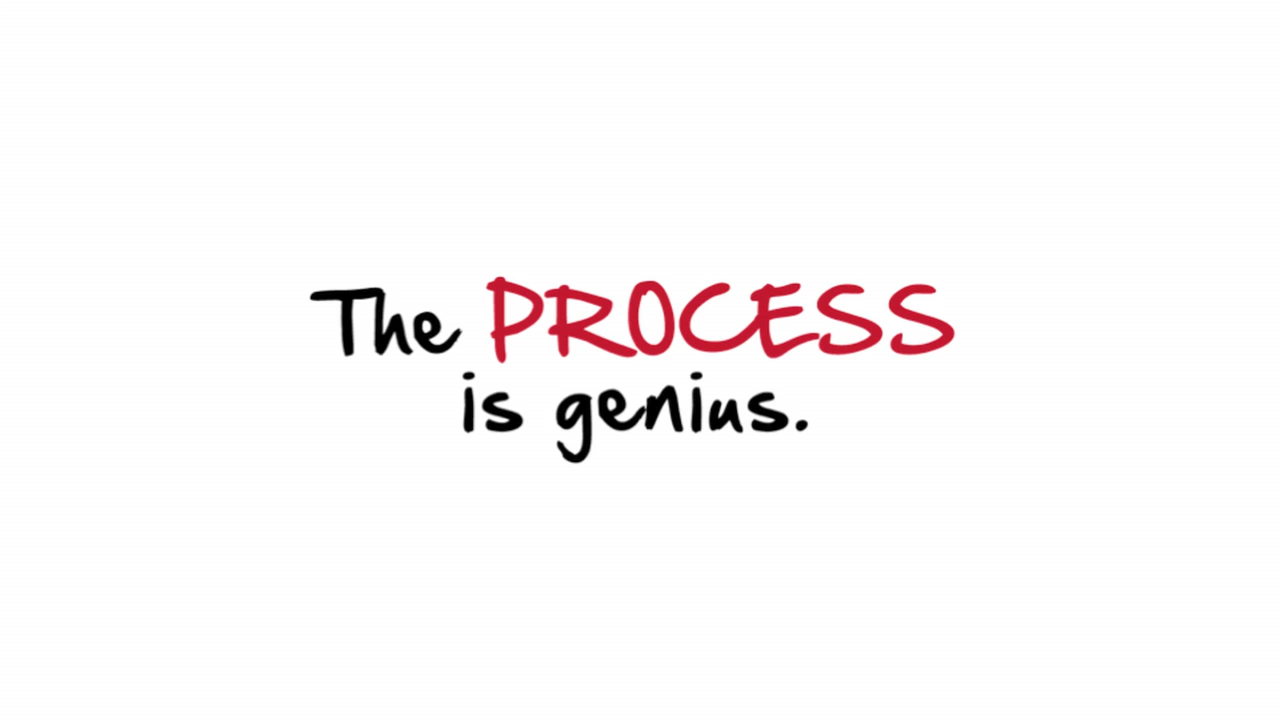 The PROCESS
is genius.